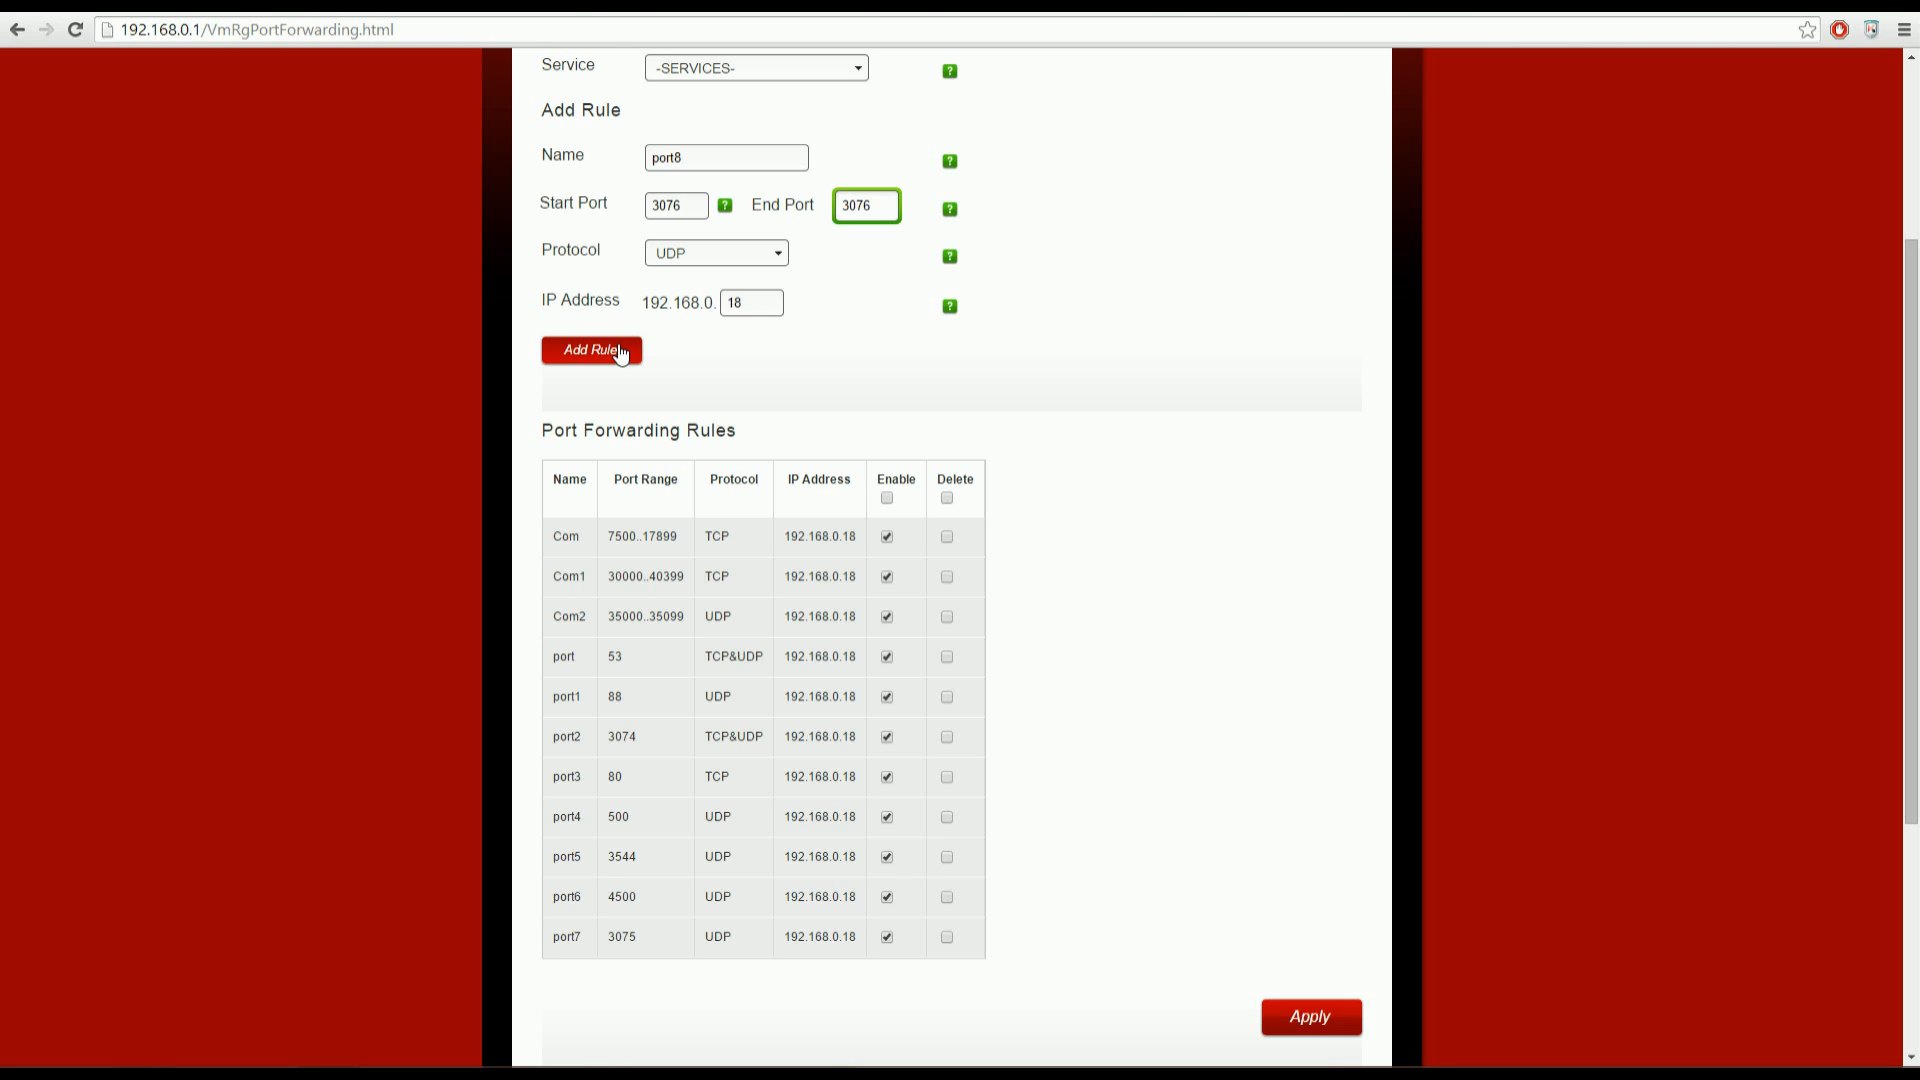 192.168.0.1/VmRgPortForwarding.html
Service -SERVICES- ?
Add Rule
Name port8 ?
Start Port 3076 ? End Port 3076 ?
Protocol UDP ?
IP Address 192.168.0. 18 ?
Add Rule
Port Forwarding Rules
Name Port Range Protocol IP Address Enable Delete
Com 7500..17899 TCP 192.168.0.18
Com1 30000..40399 TCP 192.168.0.18
Com2 35000..35099 UDP 192.168.0.18
port 53 TCP&UDP 192.168.0.18
port1 88 UDP 192.168.0.18
port2 3074 TCP&UDP 192.168.0.18
port3 80 TCP 192.168.0.18
port4 500 UDP 192.168.0.18
port5 3544 UDP 192.168.0.18
port6 4500 UDP 192.168.0.18
port7 3075 UDP 192.168.0.18
Apply